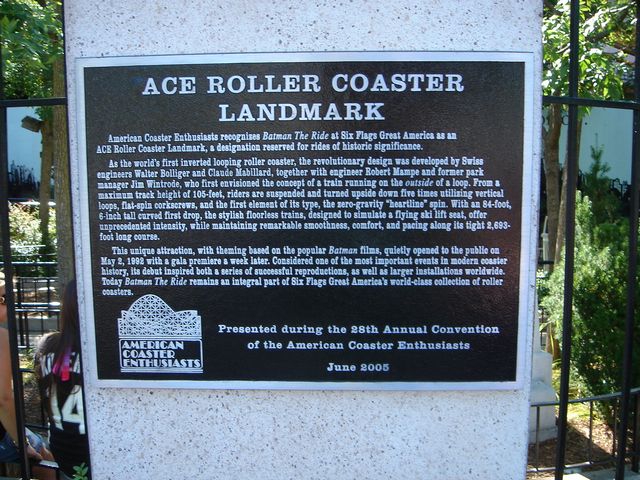 ACE ROLLER COASTER
LANDMARK
American Coaster Enthusiasts recognizes Batman The Ride at Six Flags Great America as an
ACE Roller Coaster Landmark, a designation reserved for rides of historic significance.
As the world's first inverted looping roller coaster, the revolutionary design was developed by Swiss
engineers Walter Bolliger and Claude Mabillard, together with engineer Robert Mampe and former park
manager Jim Wintrode, who first envisioned the concept of a train running on the outside of a loop. From a
maximum track height of 105-feet, riders are suspended and turned upside down five times utilizing vertical
loops, flat-spin corkscrews, and the first element of its type, the zero-gravity "heartline" spin. With an 84-foot,
6-inch tall curved first drop, the stylish floorless trains, designed to simulate a flying ski lift seat, offer
unprecedented intensity, while maintaining remarkable smoothness, comfort, and pacing along its tight 2,693-
foot long course.
This unique attraction, with theming based on the popular Batman films, quietly opened to the public on
May 2, 1992 with a gala premiere a week later. Considered one of the most important events in modern coaster
history, its debut inspired both a series of successful reproductions, as well as larger installations worldwide.
Today Batman The Ride remains an integral part of Six Flags Great America's world-class collection of roller
coasters.
AMERICAN
COASTER
ENTHUSIASTS
Presented during the 28th Annual Convention
of the American Coaster Enthusiasts
June 2005
14